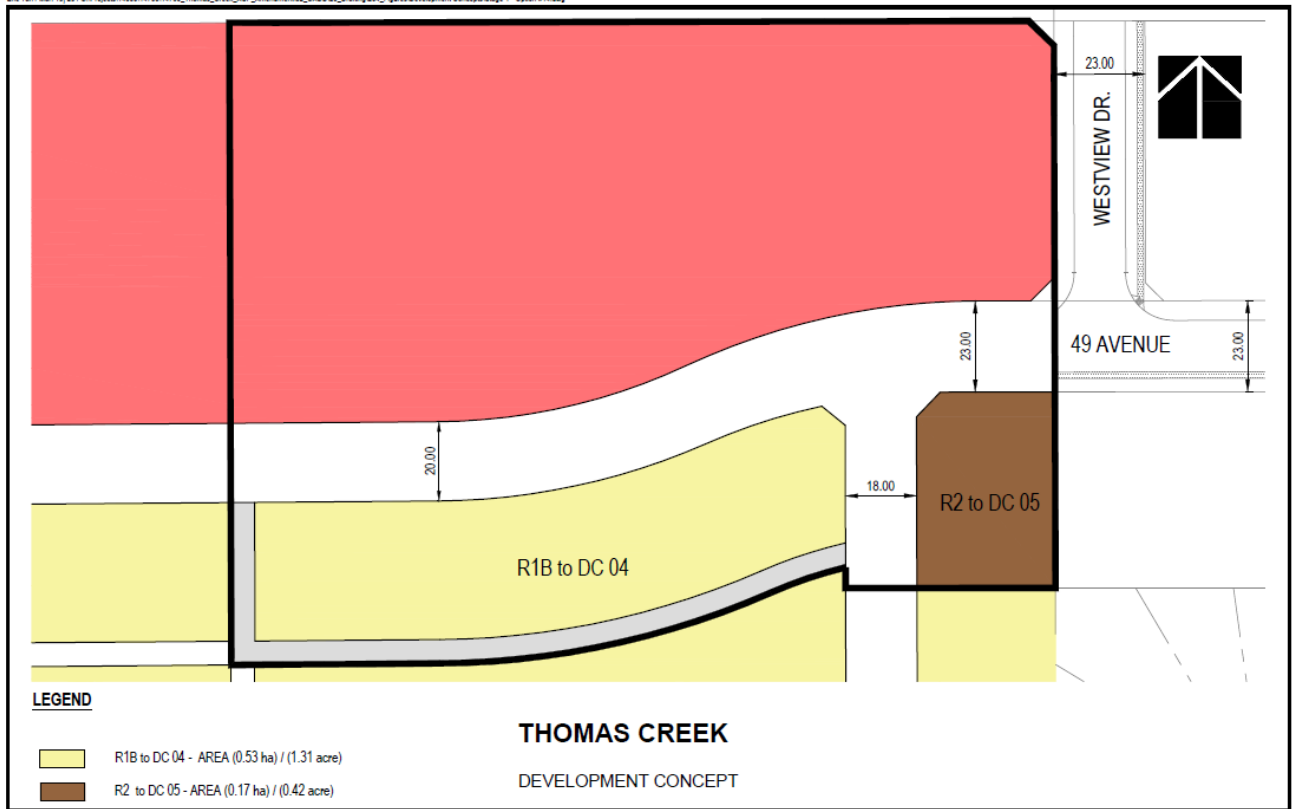 23.00
WESTVIEW DR.
49 AVENUE
23.00
23.00
20.00
18.00
R2 to DC 05
R1B to DC 04
LEGEND
R1B to DC 04 - AREA (0.53 ha) / (1.31 acre)
R2 to DC 05 - AREA (0.17 ha) / (0.42 acre)
THOMAS CREEK
DEVELOPMENT CONCEPT